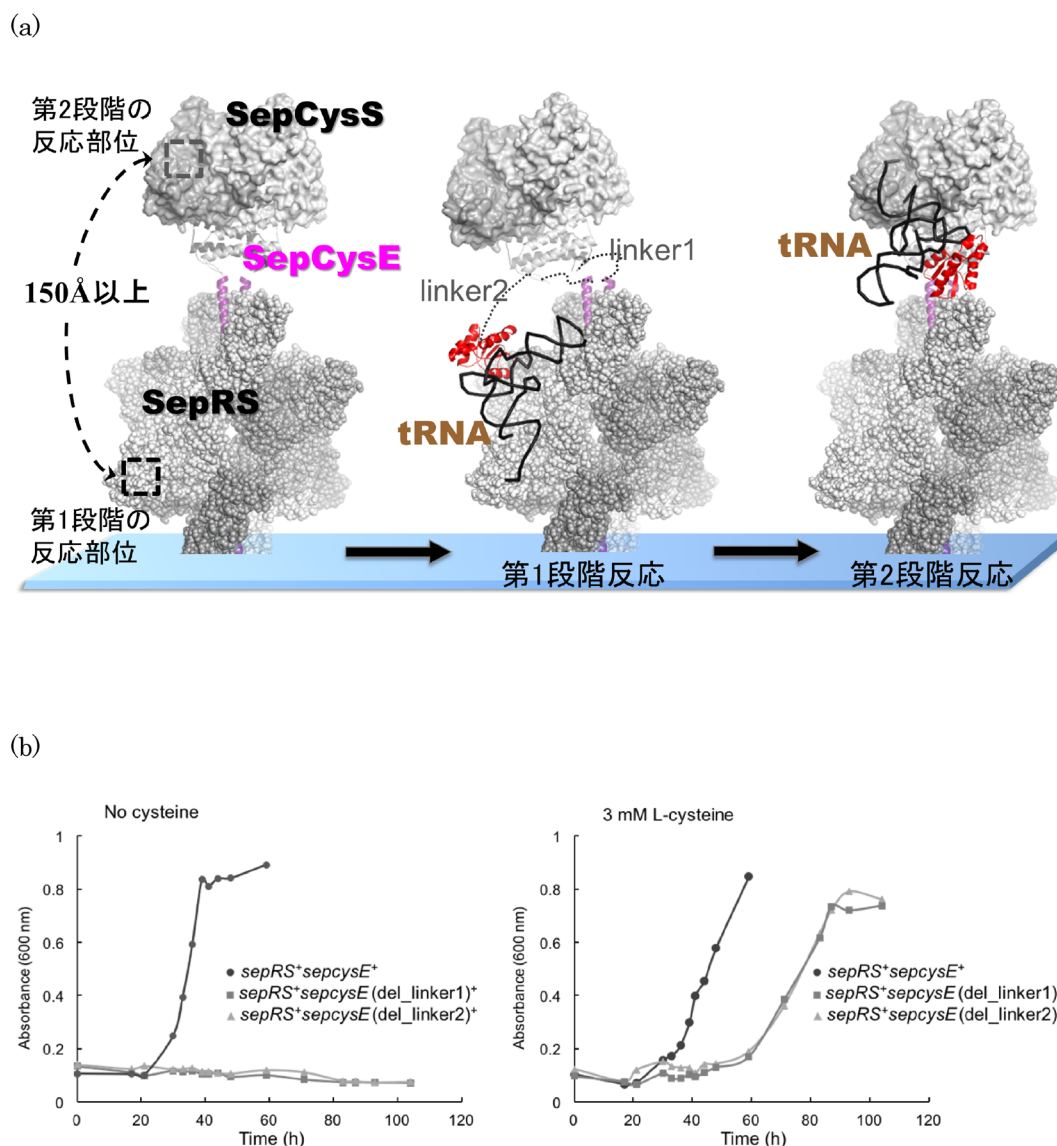 (a)
第2段階の
反応部位
SepCysS
SepCysE
150Å以上
SepRS
第1段階の
反応部位
linker1
linker2
tRNA
第1段階反応
tRNA
第2段階反応
(b)
No cysteine
Absorbance (600 nm)
1
0.8
0.6
0.4
0.2
0
0 20 40 60 80 100 120
Time (h)
sepRS⁺sepcysE⁺
sepRS⁺sepcysE(del_linker1)⁺
sepRS⁺sepcysE(del_linker2)⁺
3 mM L-cysteine
Absorbance (600 nm)
1
0.8
0.6
0.4
0.2
0
0 20 40 60 80 100 120
Time (h)
sepRS⁺sepcysE⁺
sepRS⁺sepcysE(del_linker1)
sepRS⁺sepcysE(del_linker2)